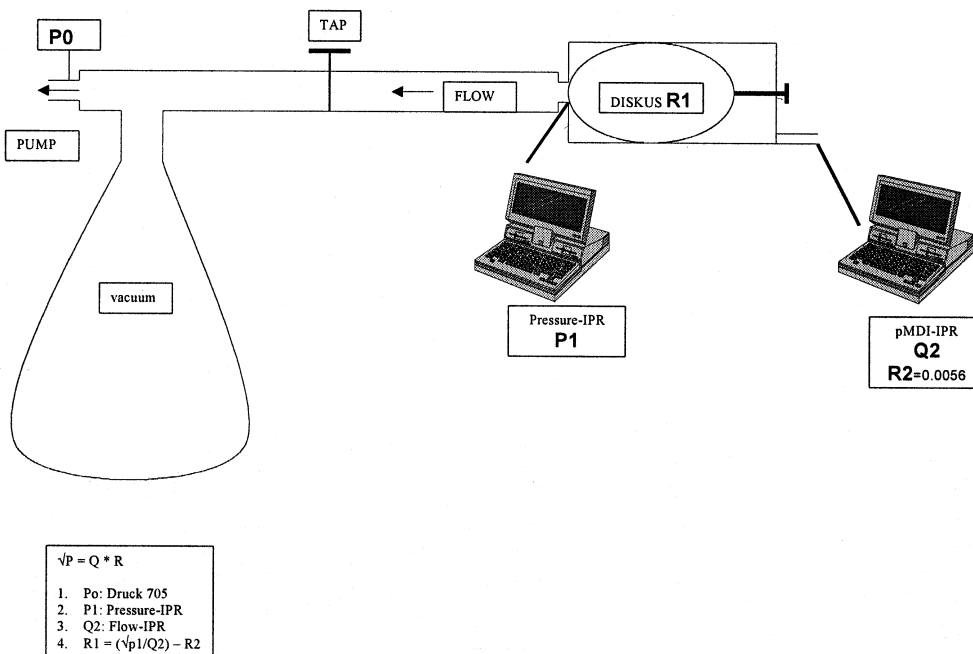 P0
TAP
FLOW
DISKUS R1
PUMP
vacuum
Pressure-IPR
P1
pMDI-IPR
Q2
R2=0.0056
√P = Q * R
1. Po: Druck 705
2. P1: Pressure-IPR
3. Q2: Flow-IPR
4. R1 = (√p1/Q2) – R2